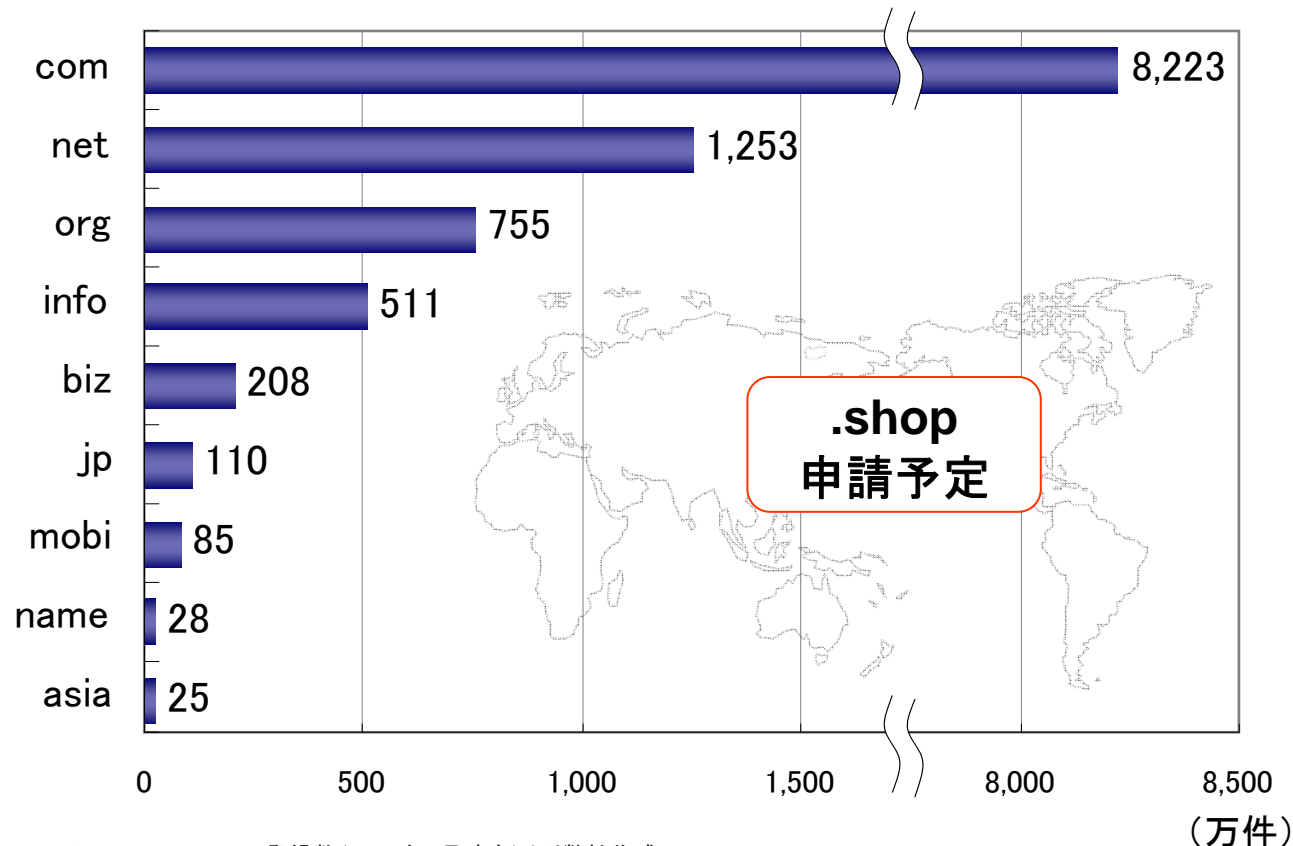 com 8,223
net 1,253
org 755
info 511
biz 208
jp 110
mobi 85
name 28
asia 25
.shop
申請予定
0 500 1,000 1,500 8,000 8,500
(万件)